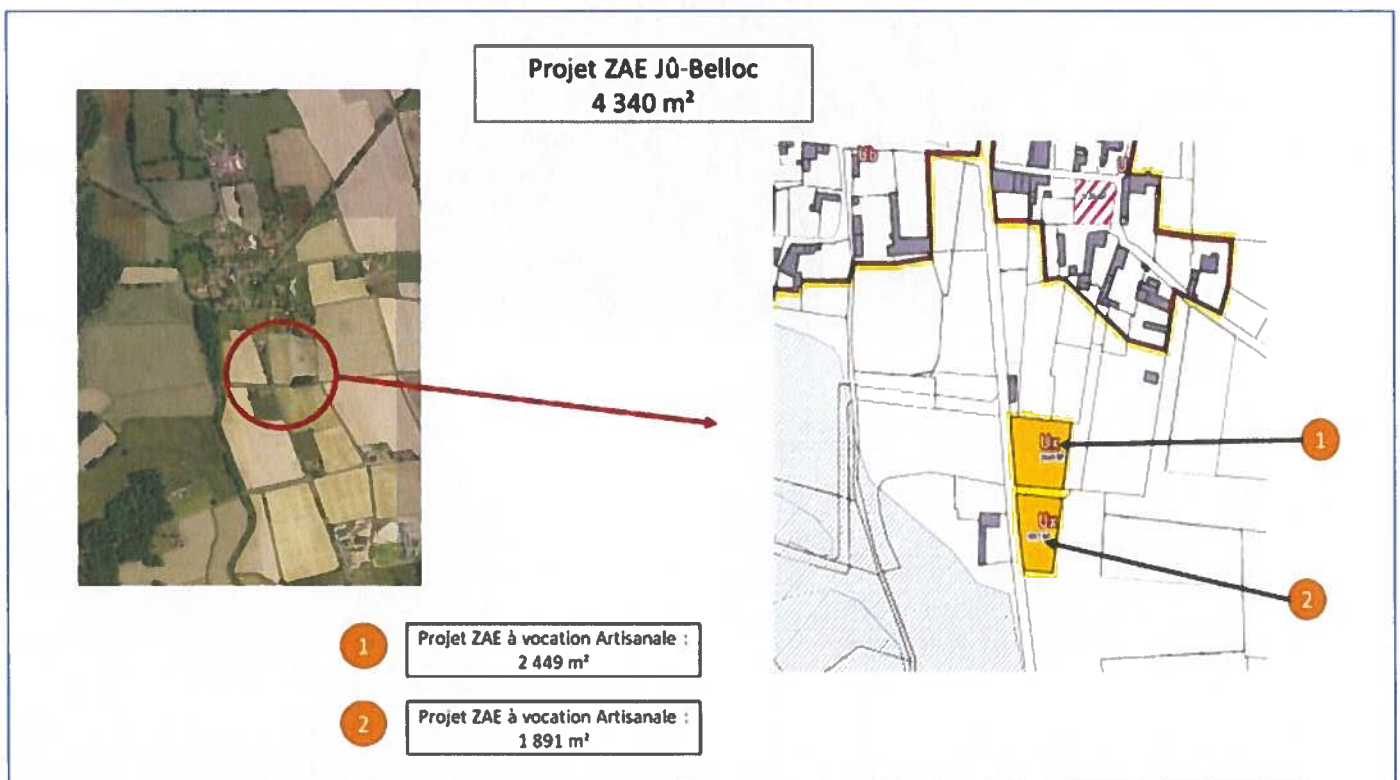 Projet ZAE Jû-Belloc
4 340 m²
Ux
1
Ux
2
1
Projet ZAE à vocation Artisanale :
2 449 m²
2
Projet ZAE à vocation Artisanale :
1 891 m²